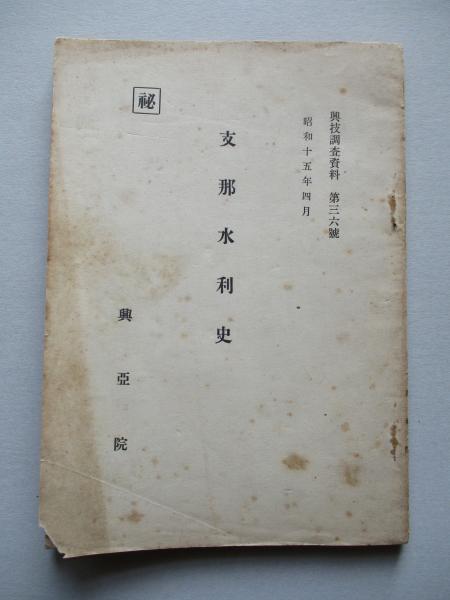 興技調査資料 第三六號
昭和十五年四月
支那水利史
興亞院
祕